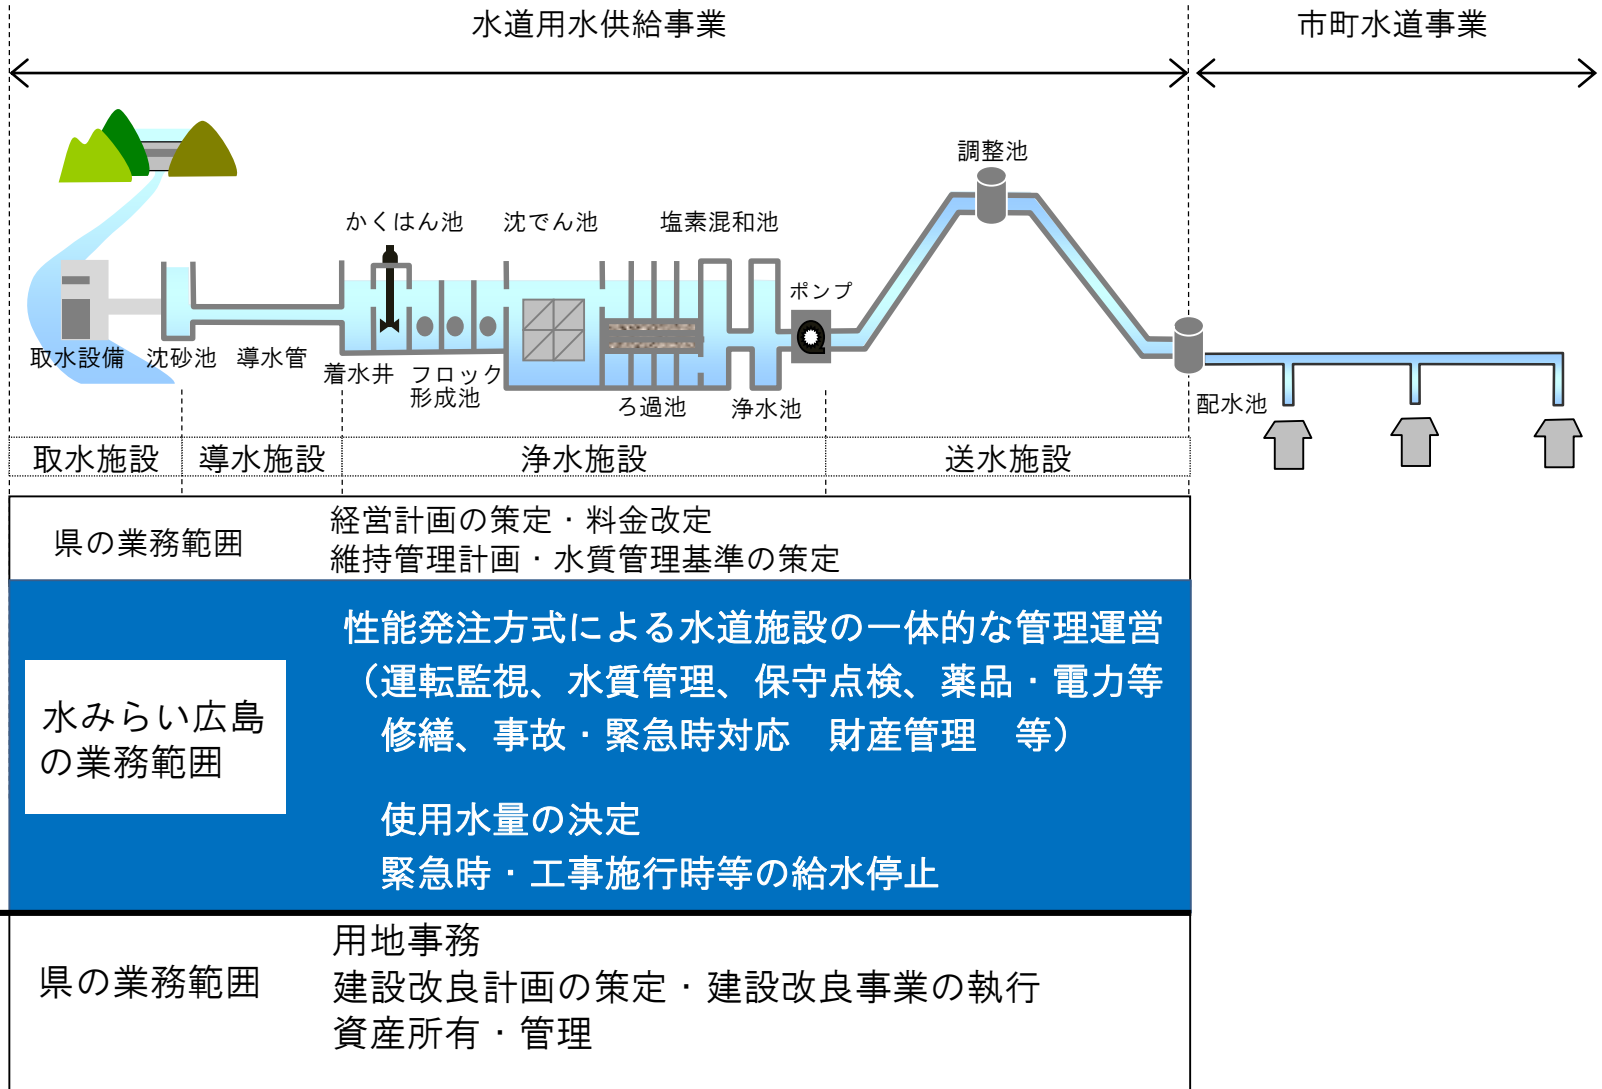 水道用水供給事業
市町水道事業
調整池
かくはん池
沈でん池
塩素混和池
ポンプ
取水設備
沈砂池
導水管
着水井
フロック
形成池
ろ過池
浄水池
配水池
取水施設
導水施設
浄水施設
送水施設
県の業務範囲
経営計画の策定・料金改定
維持管理計画・水質管理基準の策定
水みらい広島
の業務範囲
性能発注方式による水道施設の一体的な管理運営
（運転監視、水質管理、保守点検、薬品・電力等
修繕、事故・緊急時対応　財産管理　等）
使用水量の決定
緊急時・工事施行時等の給水停止
県の業務範囲
用地事務
建設改良計画の策定・建設改良事業の執行
資産所有・管理